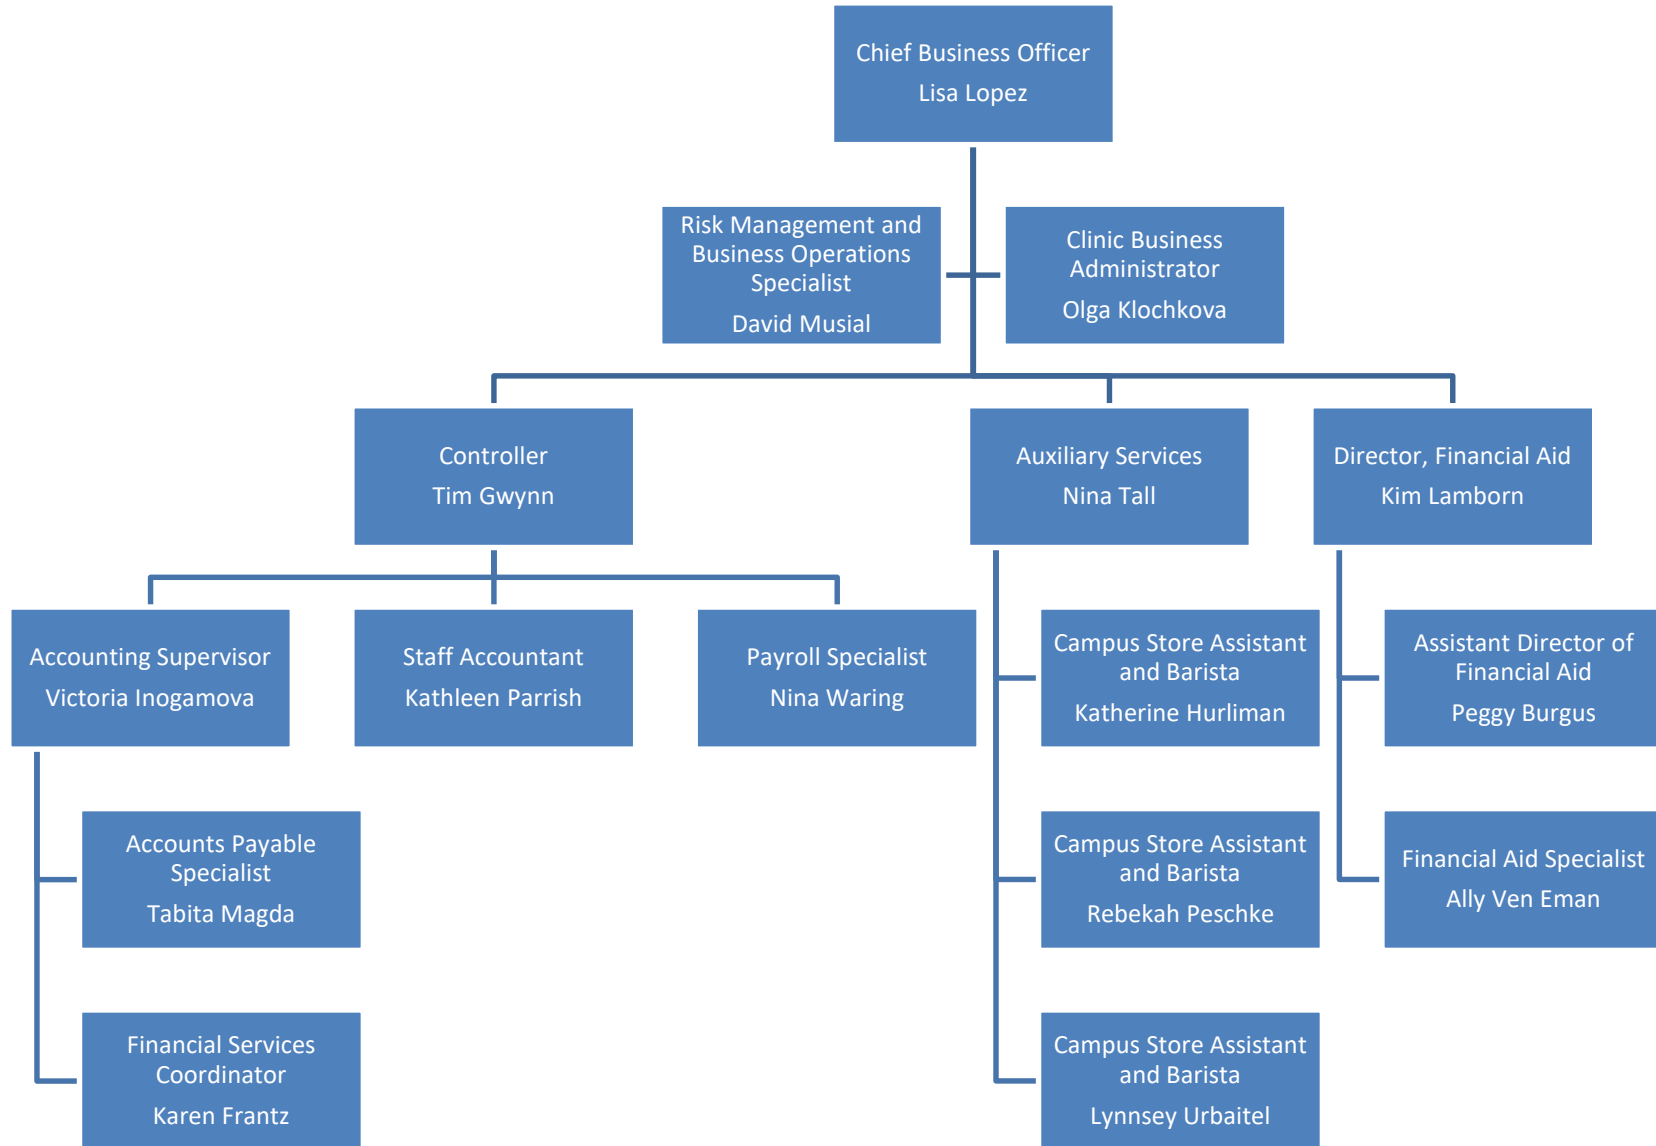 Chief Business Officer
Lisa Lopez
Risk Management and
Business Operations
Specialist
David Musial
Clinic Business
Administrator
Olga Klochkova
Controller
Tim Gwynn
Auxiliary Services
Nina Tall
Director, Financial Aid
Kim Lamborn
Accounting Supervisor
Victoria Inogamova
Staff Accountant
Kathleen Parrish
Payroll Specialist
Nina Waring
Campus Store Assistant
and Barista
Katherine Hurliman
Assistant Director of
Financial Aid
Peggy Burgus
Accounts Payable
Specialist
Tabita Magda
Campus Store Assistant
and Barista
Rebekah Peschke
Financial Aid Specialist
Ally Ven Eman
Financial Services
Coordinator
Karen Frantz
Campus Store Assistant
and Barista
Lynnsey Urbaitel